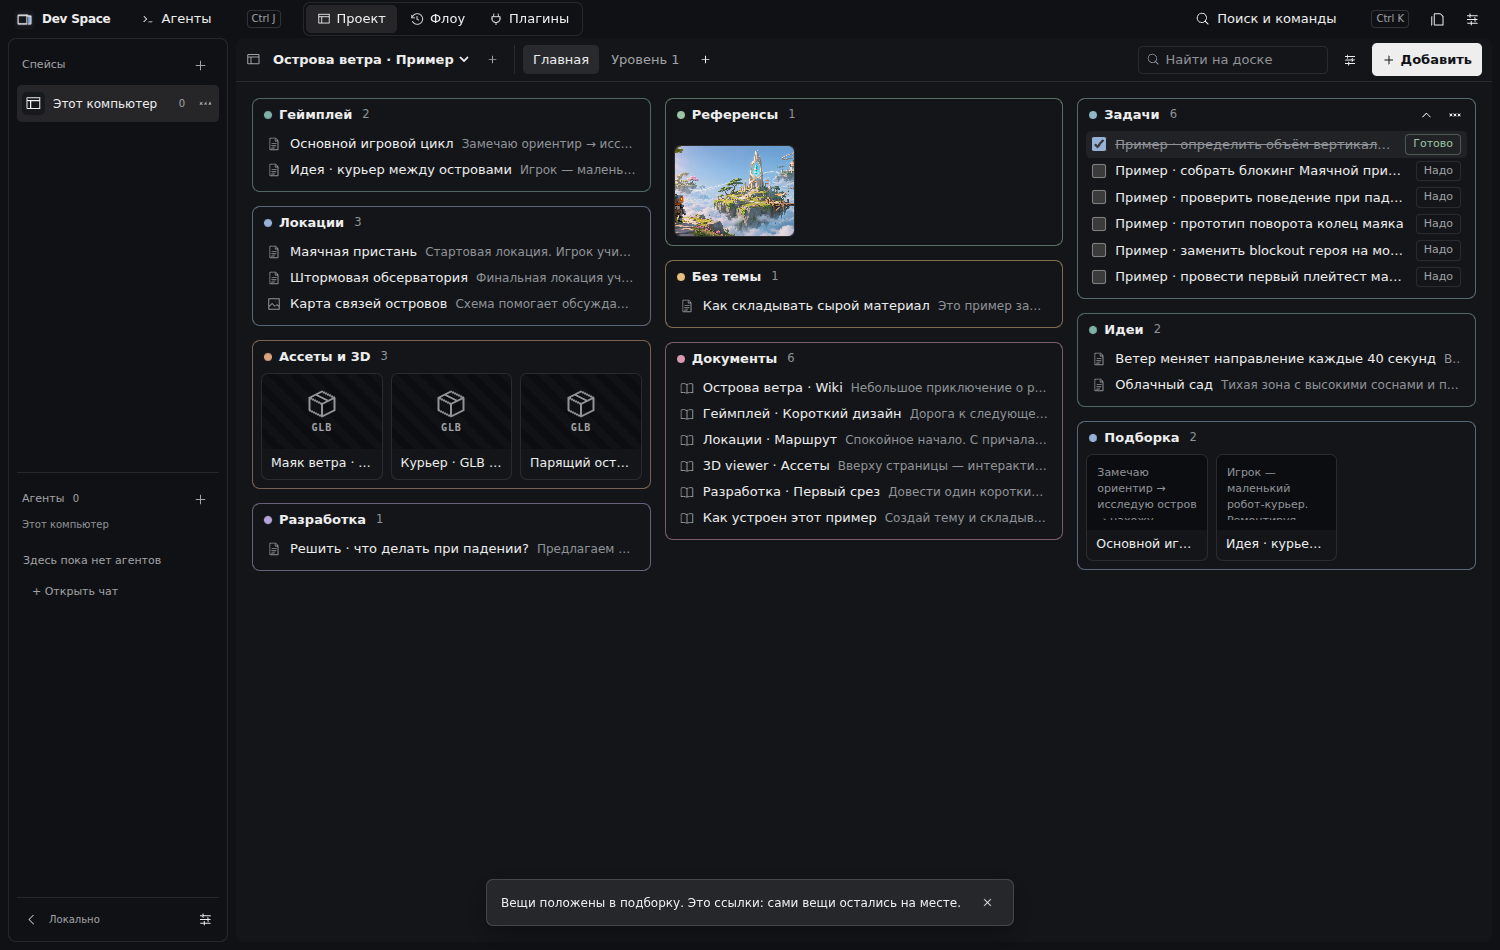 Dev Space
Агенты
Ctrl J
Проект
Флоу
Плагины
Поиск и команды
Ctrl K
Спейсы
Этот компьютер 0
Агенты 0
Этот компьютер
Здесь пока нет агентов
+ Открыть чат
Локально
Острова ветра · Пример
Главная
Уровень 1
Найти на доске
Добавить
Геймплей 2
Основной игровой цикл Замечаю ориентир → исс...
Идея · курьер между островами Игрок — малень...
Локации 3
Маячная пристань Стартовая локация. Игрок учи...
Штормовая обсерватория Финальная локация уч...
Карта связей островов Схема помогает обсужда...
Ассеты и 3D 3
GLB
Маяк ветра · ...
GLB
Курьер · GLB ...
GLB
Парящий ост...
Разработка 1
Решить · что делать при падении? Предлагаем ...
Референсы 1
Без темы 1
Как складывать сырой материал Это пример за...
Документы 6
Острова ветра · Wiki Небольшое приключение о р...
Геймплей · Короткий дизайн Дорога к следующе...
Локации · Маршрут Спокойное начало. С причала...
3D viewer · Ассеты Вверху страницы — интеракти...
Разработка · Первый срез Довести один коротки...
Как устроен этот пример Создай тему и складыв...
Задачи 6
Пример · определить объём вертикал... Готово
Пример · собрать блокинг Маячной при... Надо
Пример · проверить поведение при пад... Надо
Пример · прототип поворота колец маяка Надо
Пример · заменить blockout героя на мо... Надо
Пример · провести первый плейтест ма... Надо
Идеи 2
Ветер меняет направление каждые 40 секунд В...
Облачный сад Тихая зона с высокими соснами и п...
Подборка 2
Замечаю
ориентир →
исследую остров
Основной иг...
Игрок —
маленький
робот-курьер.
Ремонтируя
Идея · курье...
Вещи положены в подборку. Это ссылки: сами вещи остались на месте.